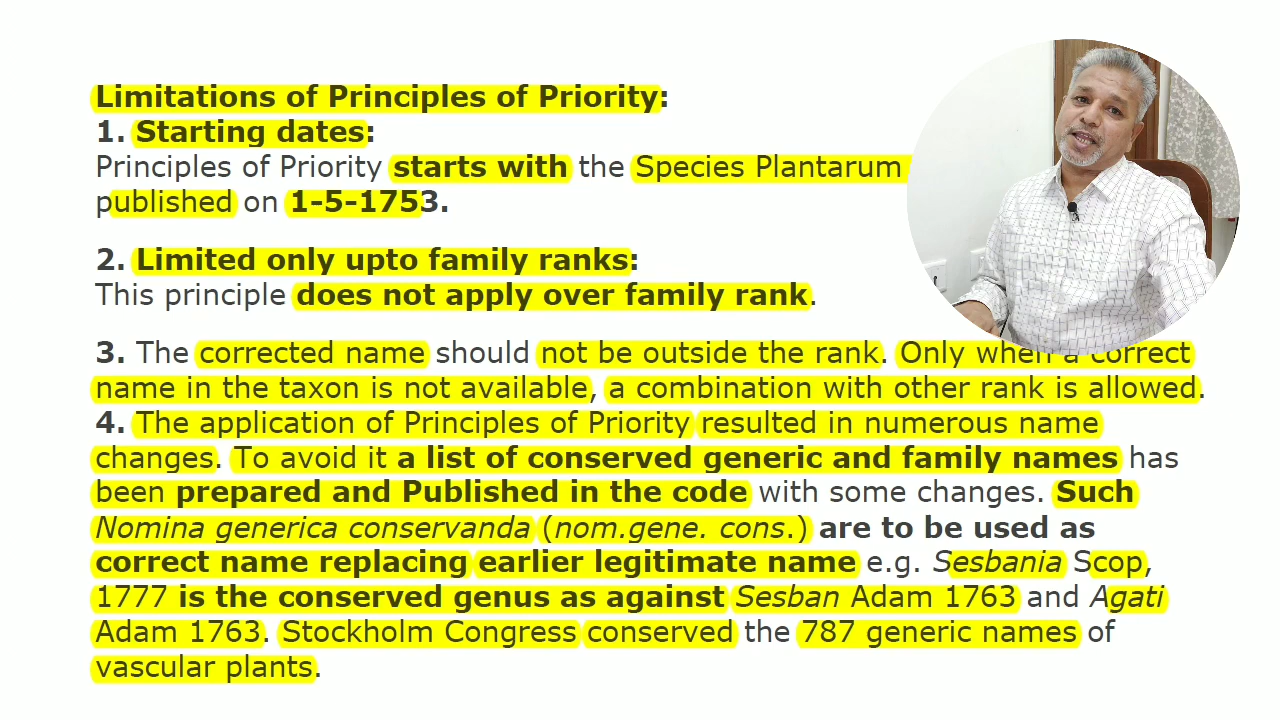 Limitations of Principles of Priority:
1. Starting dates:
Principles of Priority starts with the Species Plantarum
published on 1-5-1753.
2. Limited only upto family ranks:
This principle does not apply over family rank.
3. The corrected name should not be outside the rank. Only when a correct
name in the taxon is not available, a combination with other rank is allowed.
4. The application of Principles of Priority resulted in numerous name
changes. To avoid it a list of conserved generic and family names has
been prepared and Published in the code with some changes. Such
Nomina generica conservanda (nom.gene. cons.) are to be used as
correct name replacing earlier legitimate name e.g. Sesbania Scop,
1777 is the conserved genus as against Sesban Adam 1763 and Agati
Adam 1763. Stockholm Congress conserved the 787 generic names of
vascular plants.